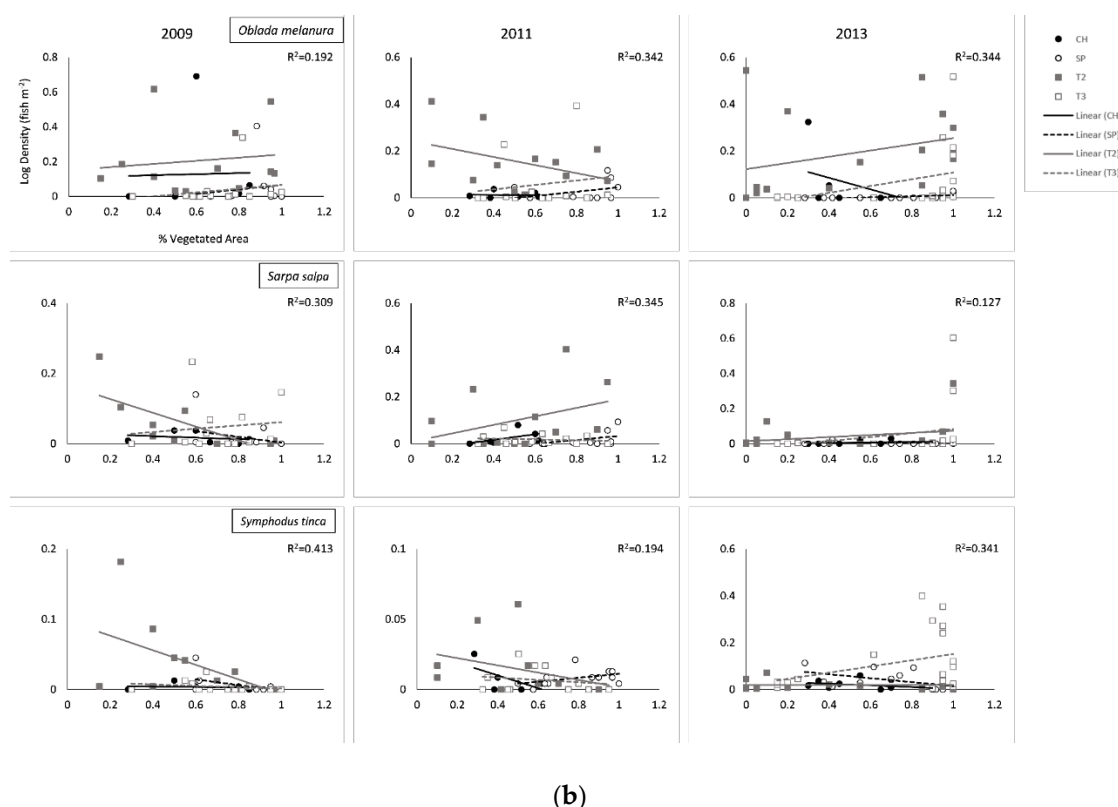 2009
Oblada melanura
R²=0.192
Log Density (fish m⁻²)
0.8
0.6
0.4
0.2
0
0 0.2 0.4 0.6 0.8 1 1.2
% Vegetated Area
2011
R²=0.342
0.6
0.4
0.2
0
0 0.2 0.4 0.6 0.8 1 1.2
2013
R²=0.344
0.6
0.4
0.2
0
0 0.2 0.4 0.6 0.8 1 1.2
CH
SP
T2
T3
Linear (CH
Linear (SP)
Linear (T2)
Linear (T3)
Sarpa salpa
R²=0.309
0.4
0.2
0
0 0.2 0.4 0.6 0.8 1 1.2
R²=0.345
0.6
0.4
0.2
0
0 0.2 0.4 0.6 0.8 1 1.2
R²=0.127
0.8
0.6
0.4
0.2
0
0 0.2 0.4 0.6 0.8 1 1.2
Symphodus tinca
R²=0.413
0.2
0.1
0
0 0.2 0.4 0.6 0.8 1 1.2
R²=0.194
0.1
0.05
0
0 0.2 0.4 0.6 0.8 1 1.2
R²=0.341
0.6
0.4
0.2
0
0 0.2 0.4 0.6 0.8 1 1.2
(b)